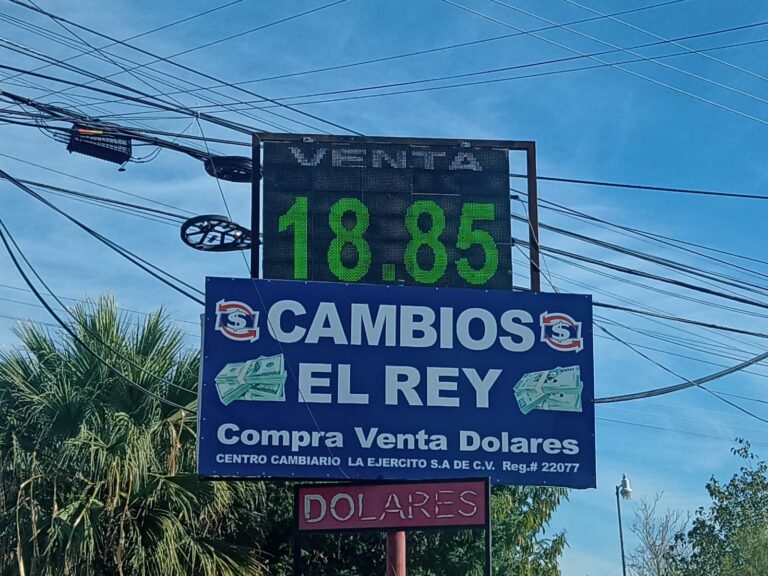 VENTA
18.85
$ CAMBIOS $
EL REY
Compra Venta Dolares
CENTRO CAMBIARIO LA EJERCITO S.A DE C.V. Reg.# 22077
DOLARES